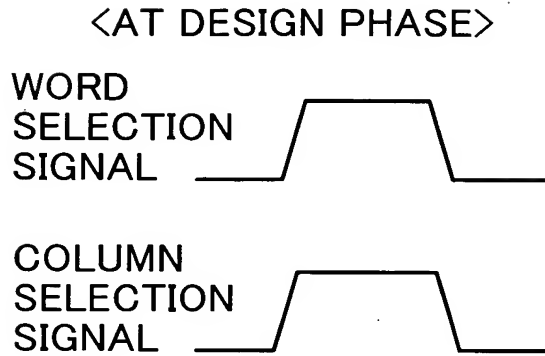 <AT DESIGN PHASE>
WORD
SELECTION
SIGNAL
COLUMN
SELECTION
SIGNAL